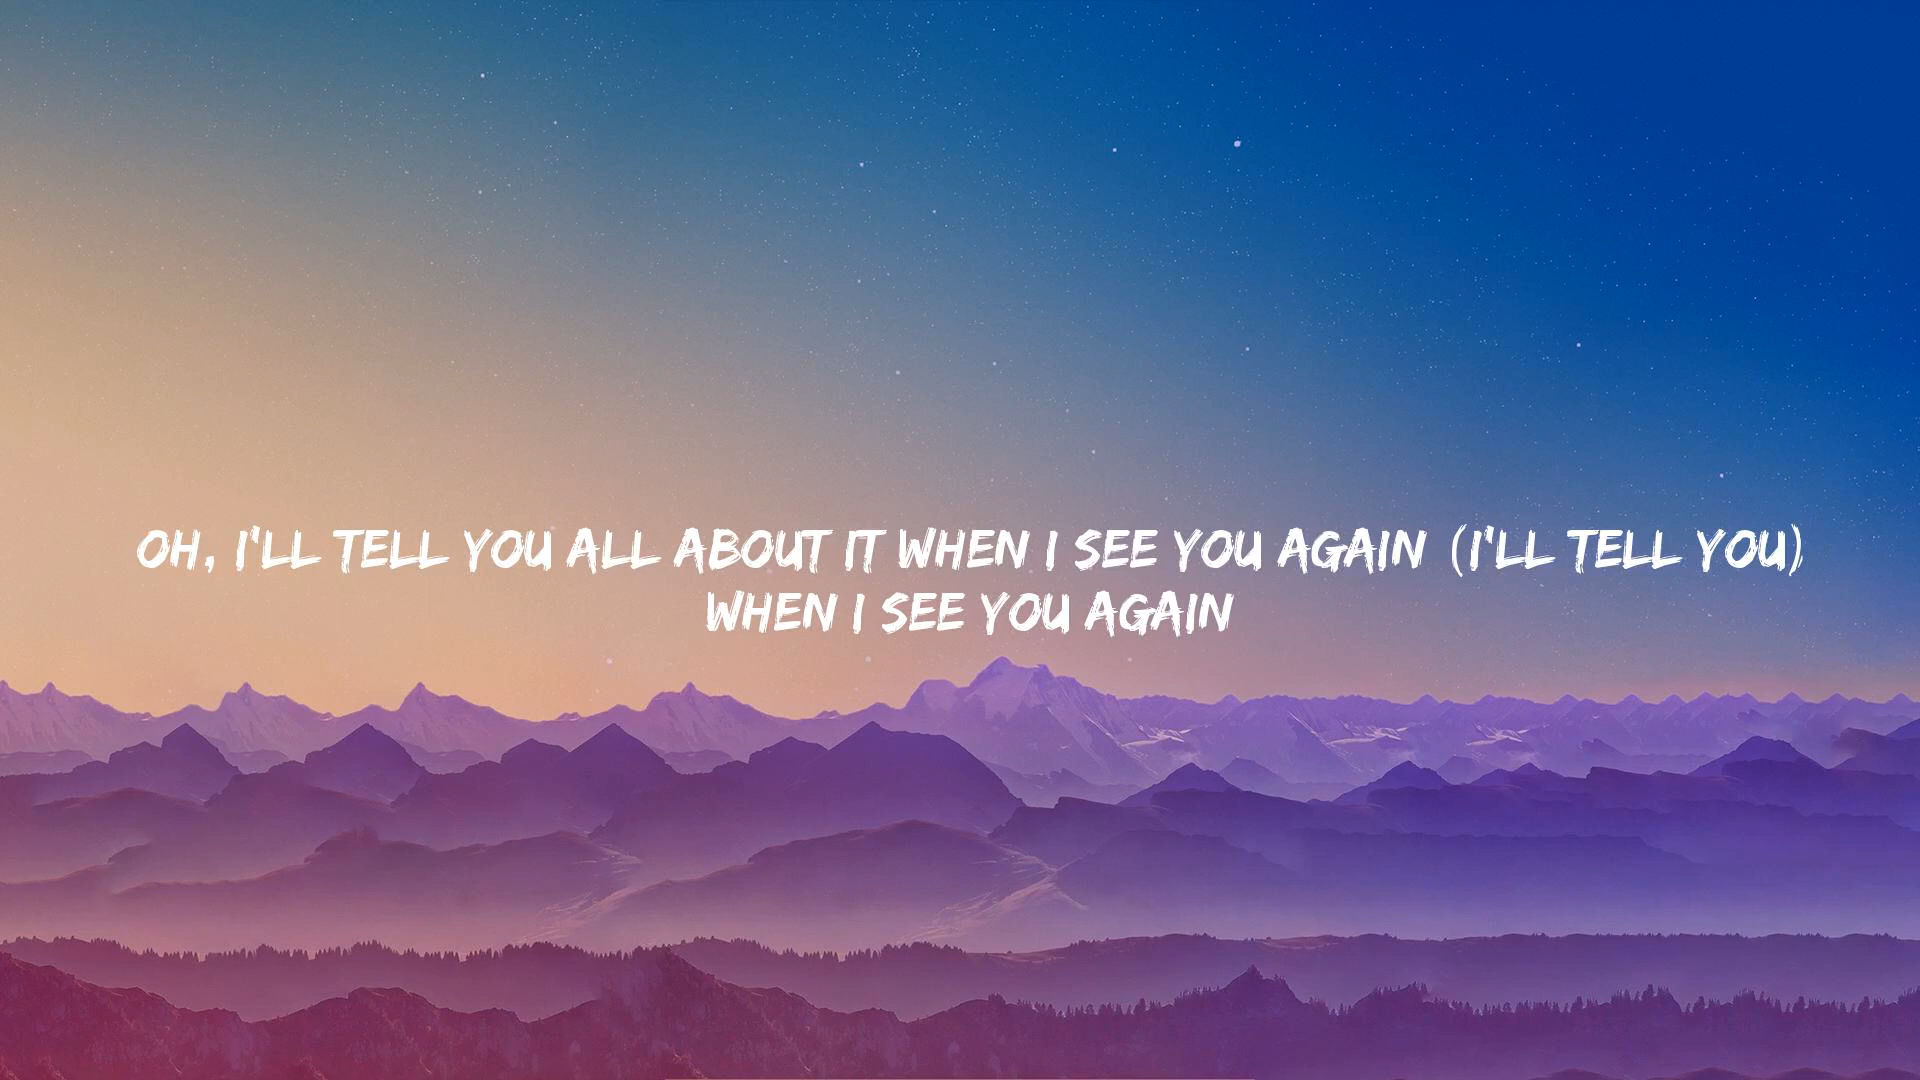 OH, I'LL TELL YOU ALL ABOUT IT WHEN I SEE YOU AGAIN (I'LL TELL YOU)
WHEN I SEE YOU AGAIN